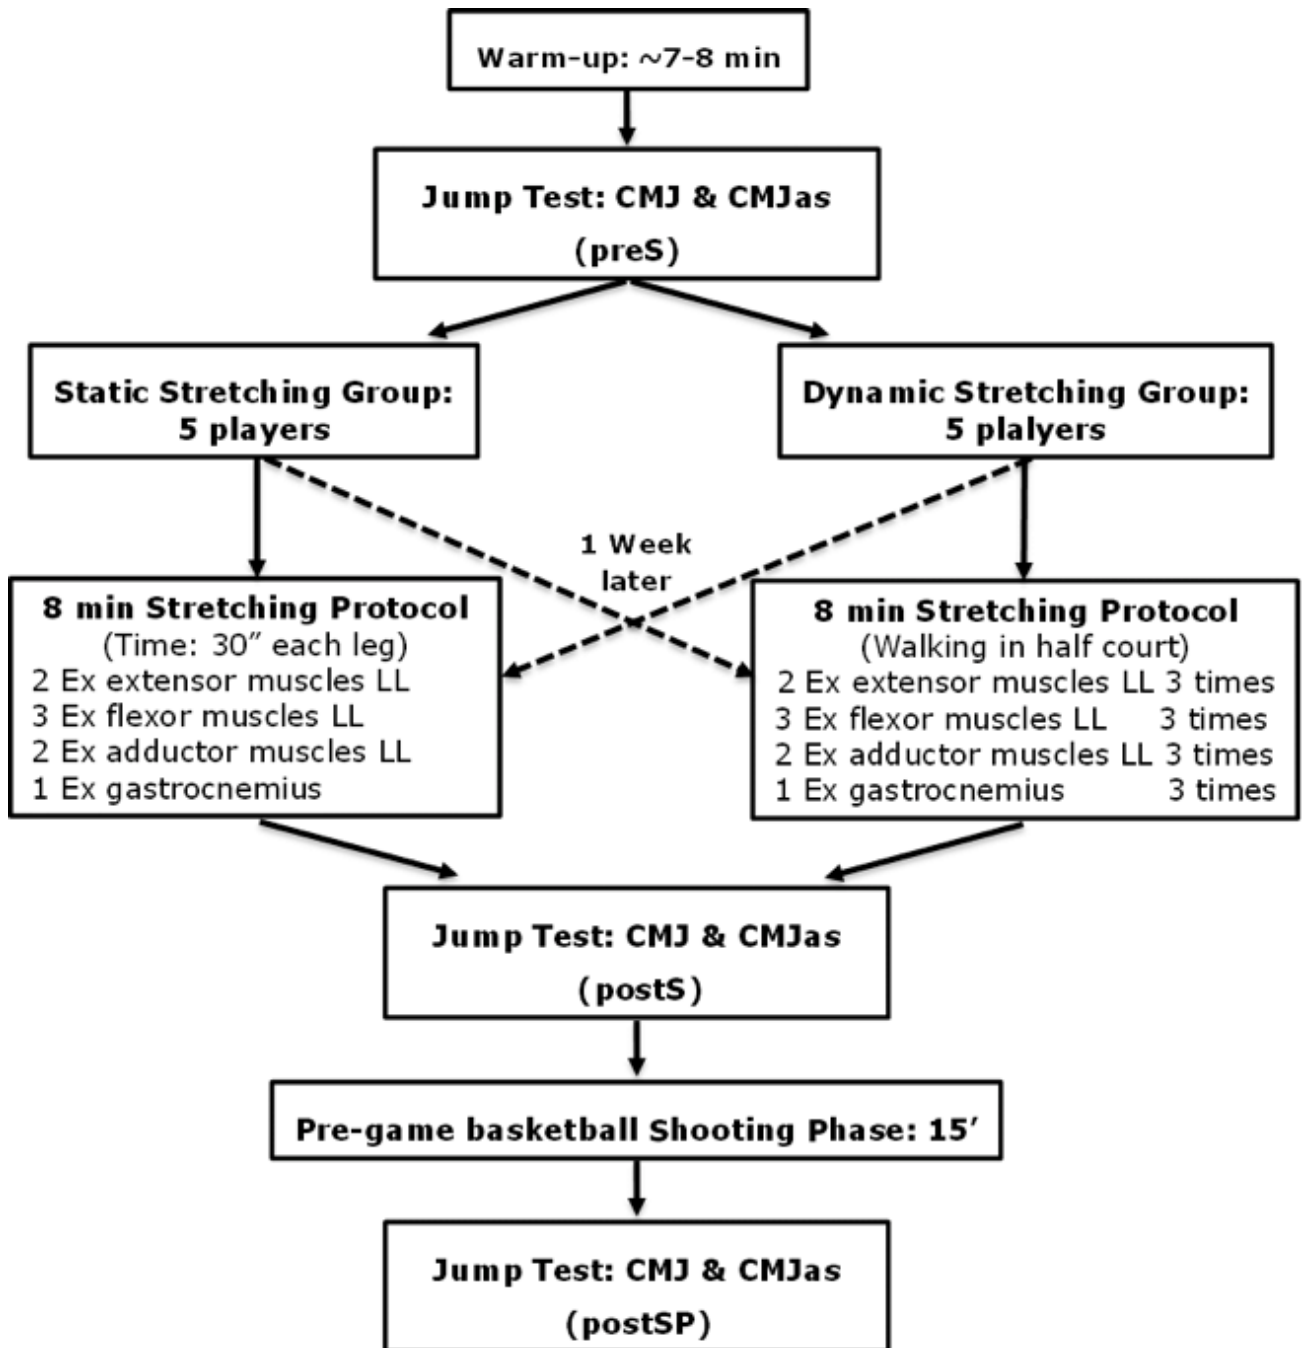 Warm-up: ~7-8 min
Jump Test: CMJ & CMJas
(preS)
Static Stretching Group:
5 players
Dynamic Stretching Group:
5 plalyers
1 Week
later
8 min Stretching Protocol
(Time: 30” each leg)
2 Ex extensor muscles LL
3 Ex flexor muscles LL
2 Ex adductor muscles LL
1 Ex gastrocnemius
8 min Stretching Protocol
(Walking in half court)
2 Ex extensor muscles LL 3 times
3 Ex flexor muscles LL 3 times
2 Ex adductor muscles LL 3 times
1 Ex gastrocnemius 3 times
Jump Test: CMJ & CMJas
(postS)
Pre-game basketball Shooting Phase: 15’
Jump Test: CMJ & CMJas
(postSP)